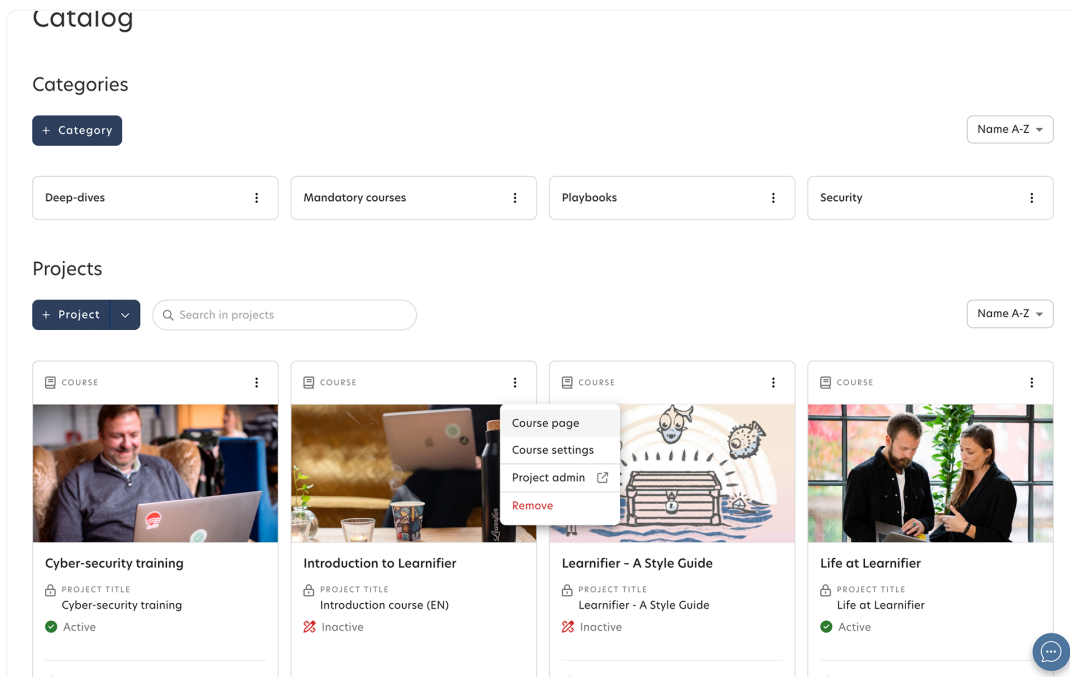 Catalog
Categories
+ Category
Name A-Z
Deep-dives
Mandatory courses
Playbooks
Security
Projects
+ Project
Search in projects
Name A-Z
COURSE
COURSE
COURSE
COURSE
Course page
Course settings
Project admin
Remove
Learnifier
Cyber-security training
PROJECT TITLE
Cyber-security training
Active
Introduction to Learnifier
PROJECT TITLE
Introduction course (EN)
Inactive
Learnifier – A Style Guide
PROJECT TITLE
Learnifier - A Style Guide
Inactive
Life at Learnifier
PROJECT TITLE
Life at Learnifier
Active